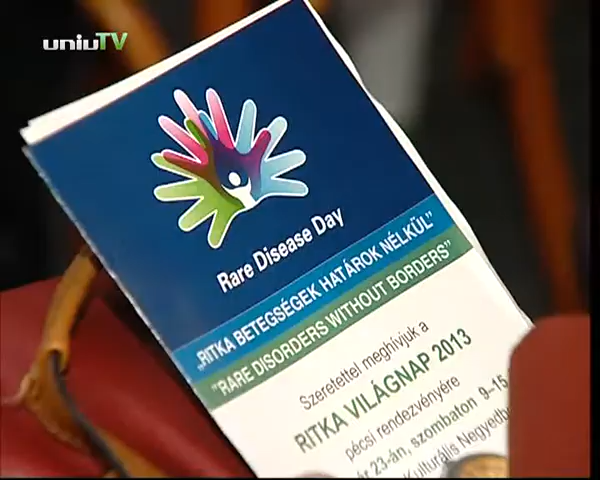 uniuTV
Rare Disease Day
„RITKA BETEGSÉGEK HATÁROK NÉLKÜL”
"RARE DISORDERS WITHOUT BORDERS"
Szeretettel meghívjuk a
RITKA VILÁGNAP 2013
pécsi rendezvényére
23-án, szombaton 9-15
Kulturális